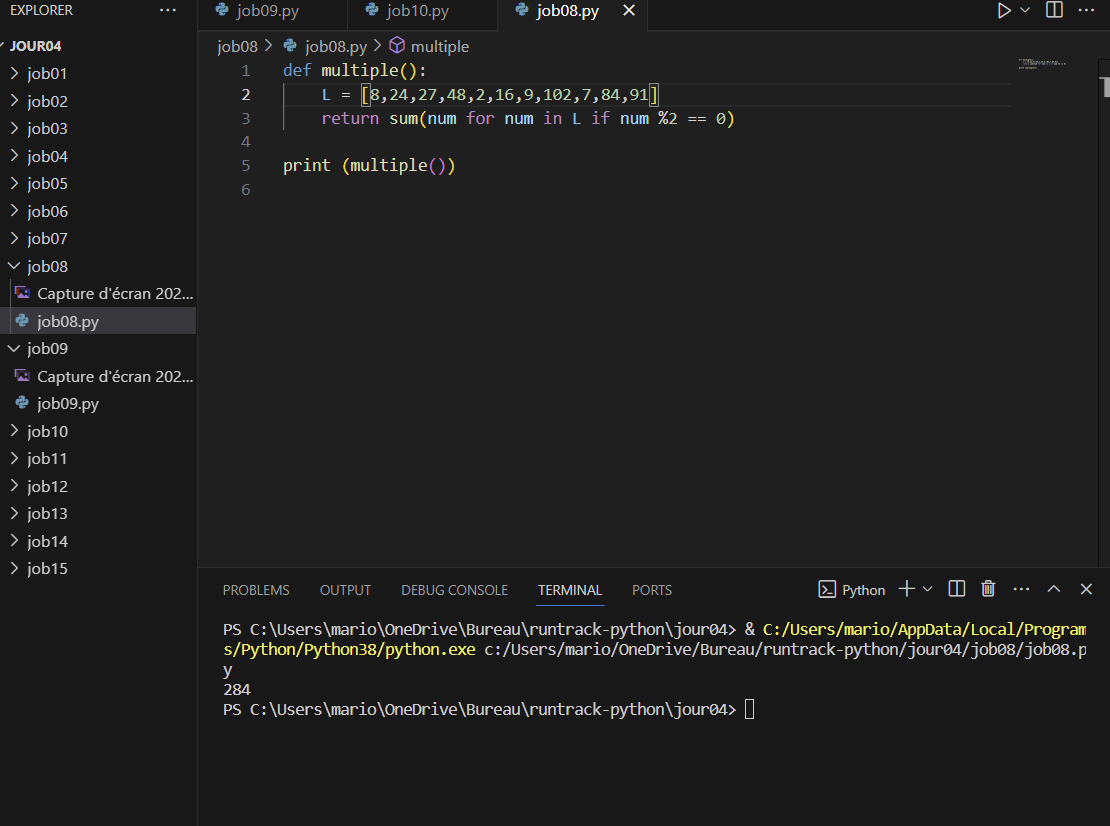 EXPLORER ...
JOUR04
job01
job02
job03
job04
job05
job06
job07
job08
Capture d'écran 202...
job08.py
job09
Capture d'écran 202...
job09.py
job10
job11
job12
job13
job14
job15
job09.py job10.py job08.py
job08 > job08.py > multiple
1 def multiple():
2 L = [8,24,27,48,2,16,9,102,7,84,91]
3 return sum(num for num in L if num %2 == 0)
4
5 print (multiple())
6
PROBLEMS OUTPUT DEBUG CONSOLE TERMINAL PORTS Python
PS C:\Users\mario\OneDrive\Bureau\runtrack-python\jour04> & C:/Users/mario/AppData/Local/Program
s/Python/Python38/python.exe c:/Users/mario/OneDrive/Bureau/runtrack-python/jour04/job08/job08.p
y
284
PS C:\Users\mario\OneDrive\Bureau\runtrack-python\jour04>